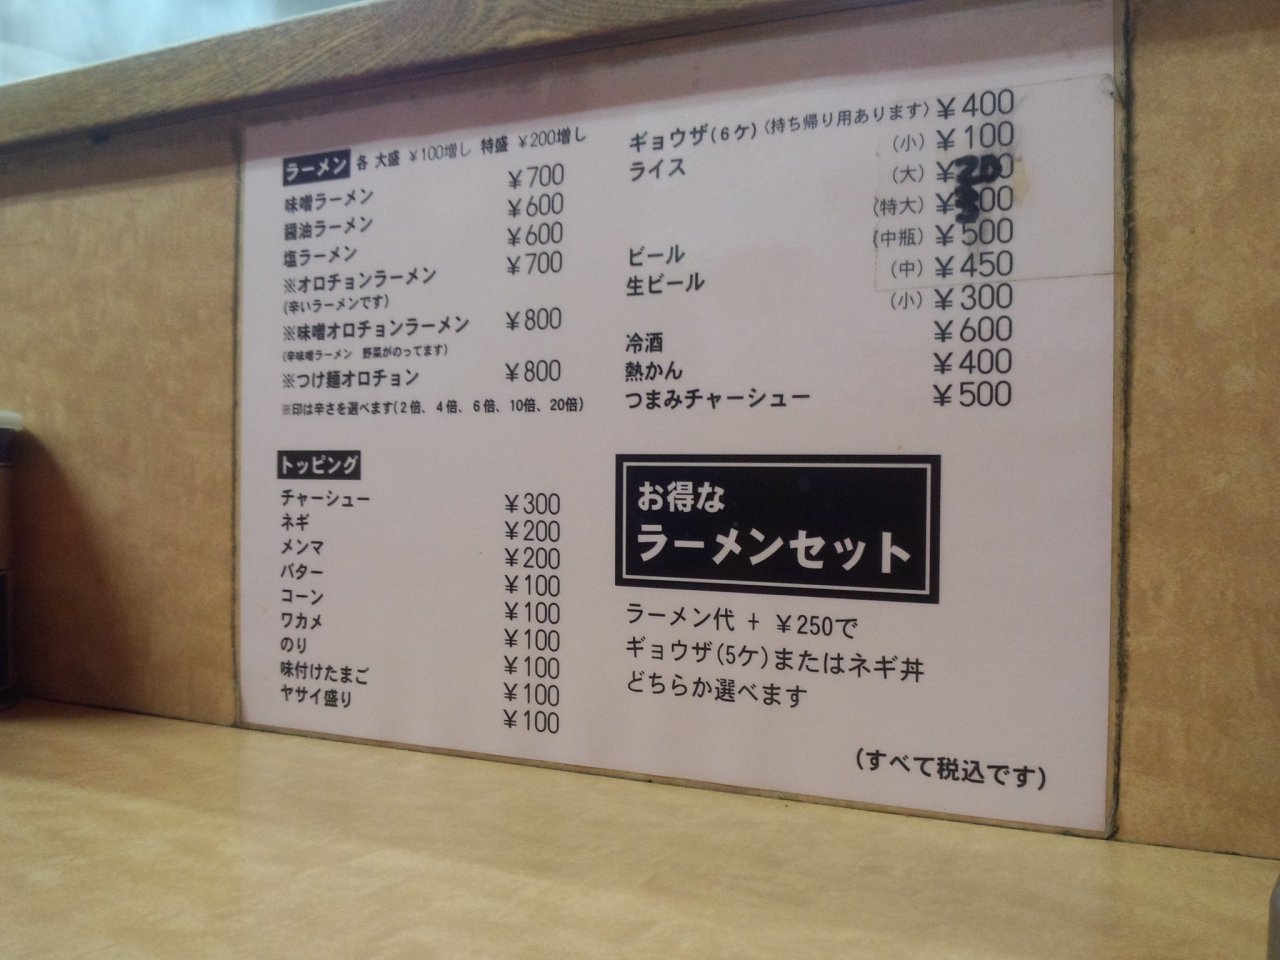 ラーメン 各 大盛 ¥100増し 特盛 ¥200増し
味噌ラーメン ¥700
醤油ラーメン ¥600
塩ラーメン ¥600
※オロチョンラーメン ¥700
(辛いラーメンです)
※味噌オロチョンラーメン ¥800
(辛味噌ラーメン 野菜がのってます)
※つけ麺オロチョン ¥800
※印は辛さを選べます(2倍、4倍、6倍、10倍、20倍)
トッピング
チャーシュー ¥300
ネギ ¥200
メンマ ¥200
バター ¥100
コーン ¥100
ワカメ ¥100
のり ¥100
味付けたまご ¥100
ヤサイ盛り ¥100
ギョウザ(6ケ)(持ち帰り用あります) ¥400
ライス (小) ¥100
(大)
(特大)
ビール (中瓶) ¥500
生ビール (中) ¥450
(小) ¥300
冷酒 ¥600
熱かん ¥400
つまみチャーシュー ¥500
お得な
ラーメンセット
ラーメン代 + ¥250で
ギョウザ(5ケ)またはネギ丼
どちらか選べます
(すべて税込です)